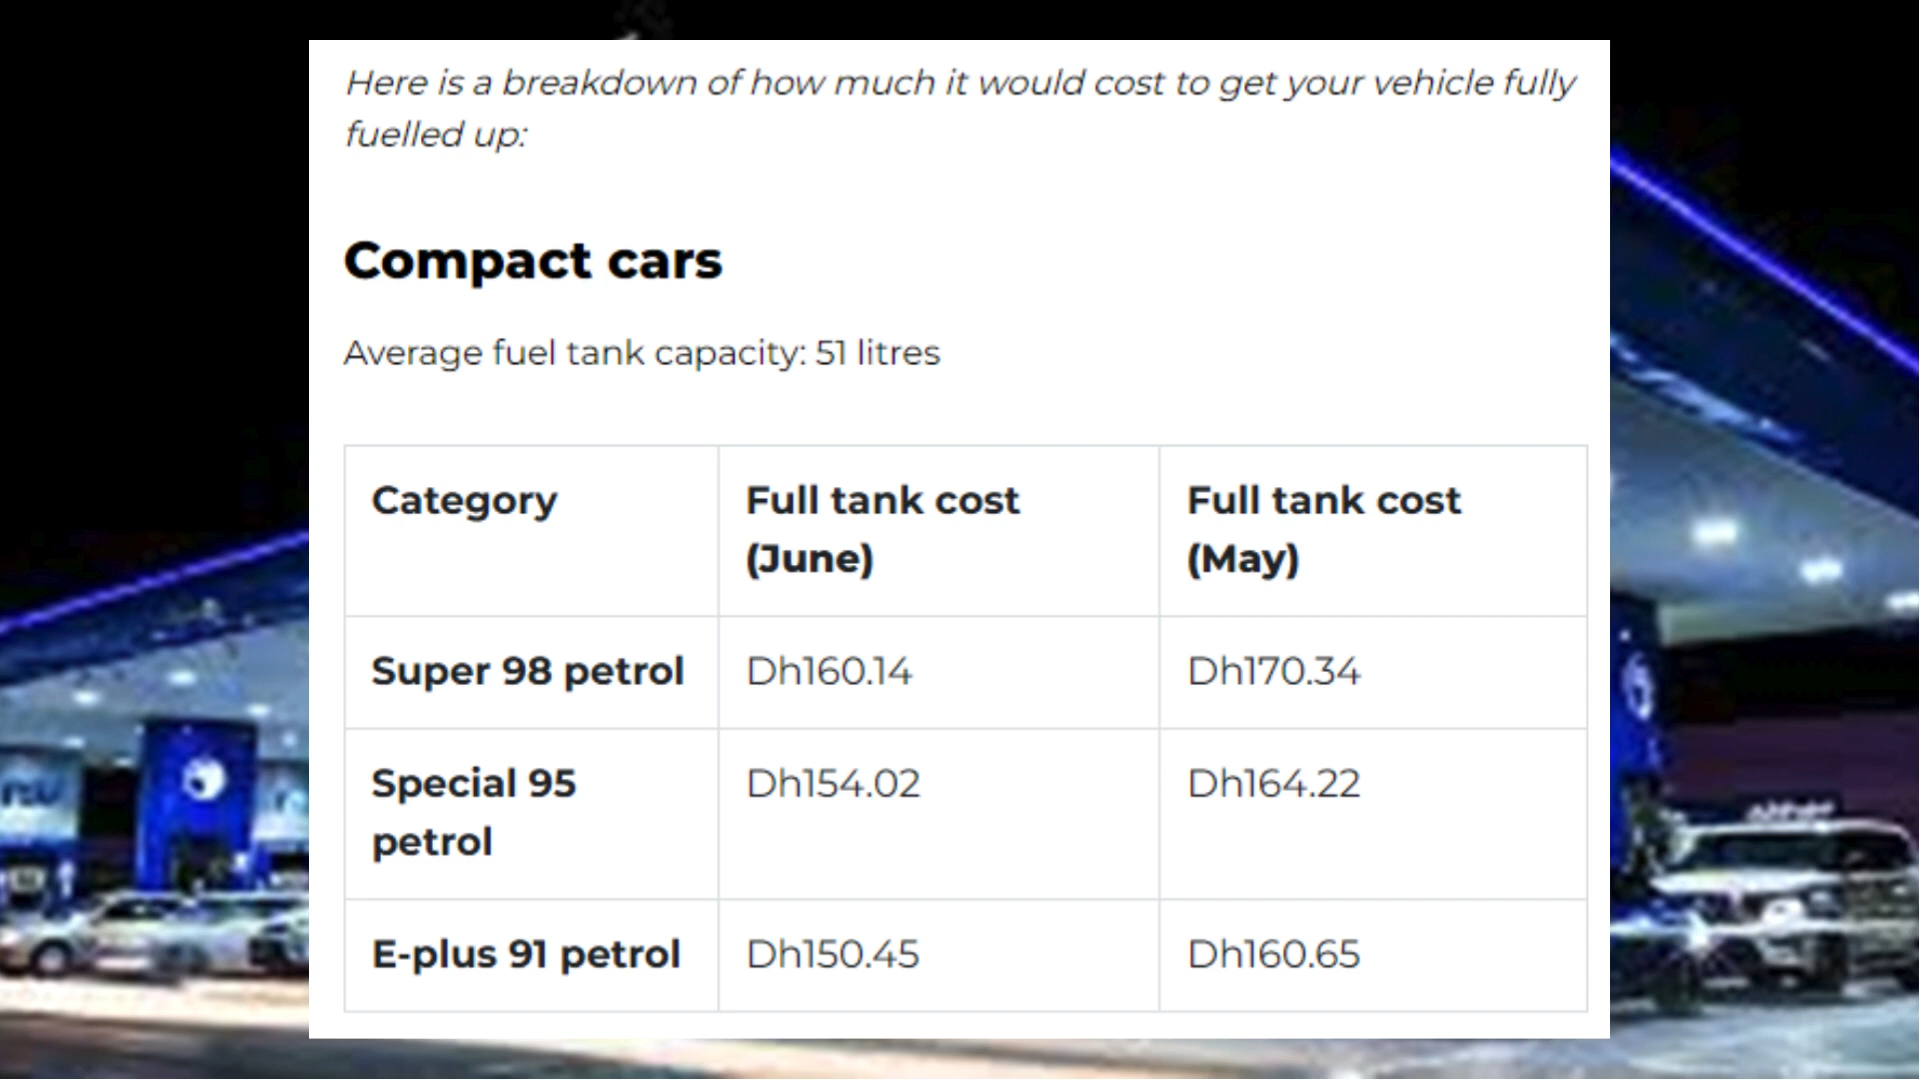 Here is a breakdown of how much it would cost to get your vehicle fully
fuelled up:
Compact cars
Average fuel tank capacity: 51 litres
Category
Full tank cost
(June)
Full tank cost
(May)
Super 98 petrol
Dh160.14
Dh170.34
Special 95
petrol
Dh154.02
Dh164.22
E-plus 91 petrol
Dh150.45
Dh160.65